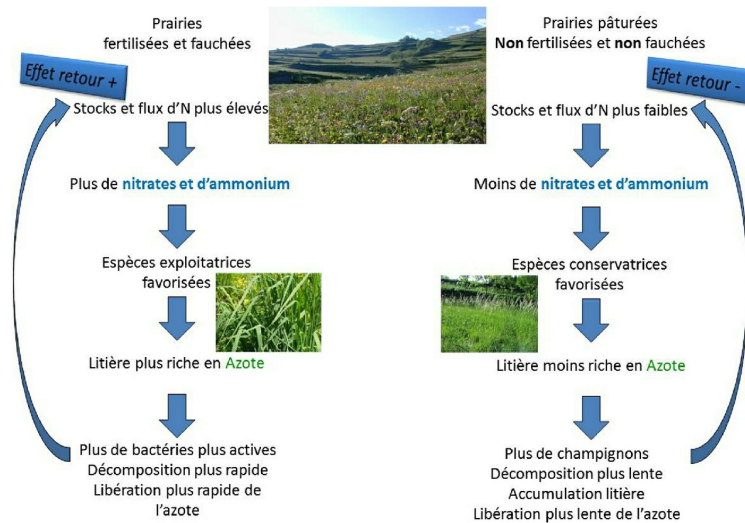 Prairies
fertilisées et fauchées
Effet retour +
Stocks et flux d'N plus élevés
Plus de nitrates et d'ammonium
Espèces exploitatrices
favorisées
Litière plus riche en Azote
Plus de bactéries plus actives
Décomposition plus rapide
Libération plus rapide de
l'azote
Prairies pâturées
Non fertilisées et non fauchées
Effet retour -
Stocks et flux d'N plus faibles
Moins de nitrates et d'ammonium
Espèces conservatrices
favorisées
Litière moins riche en Azote
Plus de champignons
Décomposition plus lente
Accumulation litière
Libération plus lente de l'azote